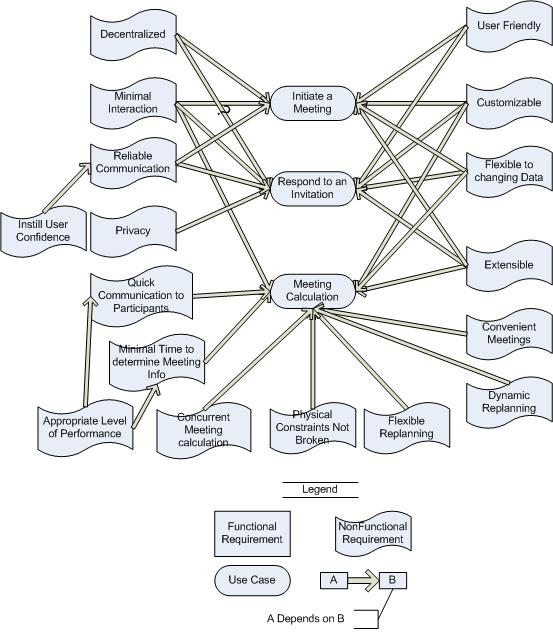 Decentralized
User Friendly
Minimal
Interaction
Initiate a
Meeting
Customizable
Reliable
Communication
Flexible to
changing Data
Respond to an
Invitation
Instill User
Confidence
Privacy
Extensible
Quick
Communication to
Participants
Meeting
Calculation
Convenient
Meetings
Minimal Time to
determine Meeting
Info
Dynamic
Replanning
Appropriate Level
of Performance
Concurrent
Meeting
calculation
Physical
Constraints Not
Broken
Flexible
Replanning
Legend
Functional
Requirement
NonFunctional
Requirement
Use Case
A
B
A Depends on B